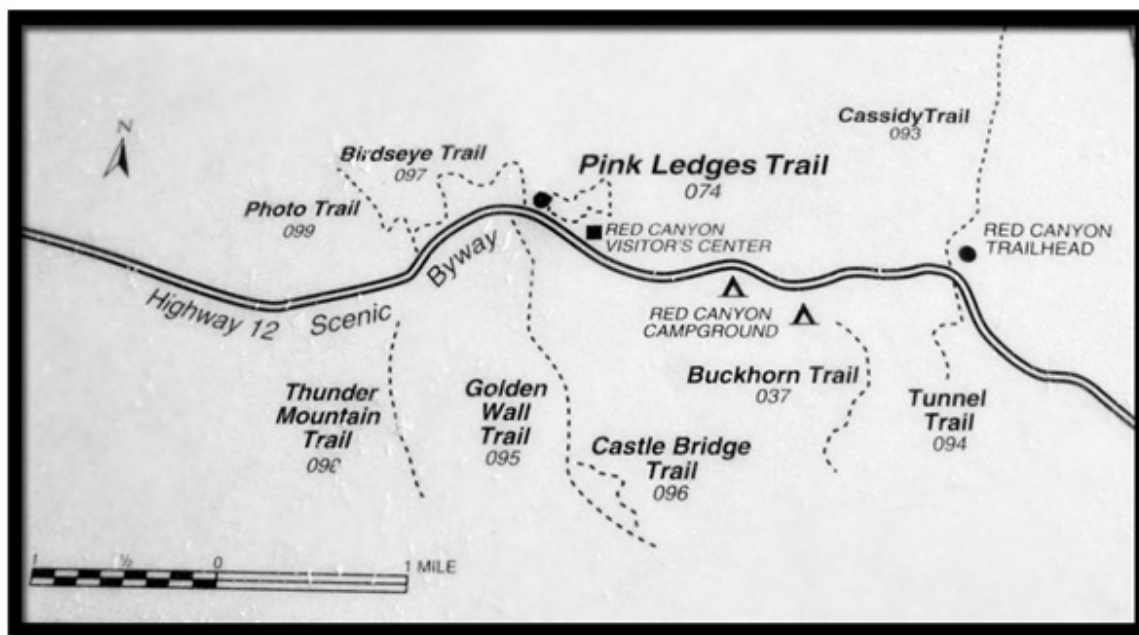 N
Birdseye Trail
097
Pink Ledges Trail
074
Cassidy Trail
093
Photo Trail
099
RED CANYON
VISITOR'S CENTER
RED CANYON
TRAILHEAD
Highway 12 Scenic Byway
RED CANYON
CAMPGROUND
Thunder
Mountain
Trail
Golden
Wall
Trail
095
Castle Bridge
Trail
096
Buckhorn Trail
037
Tunnel
Trail
094
1 ½ 0 1 MILE